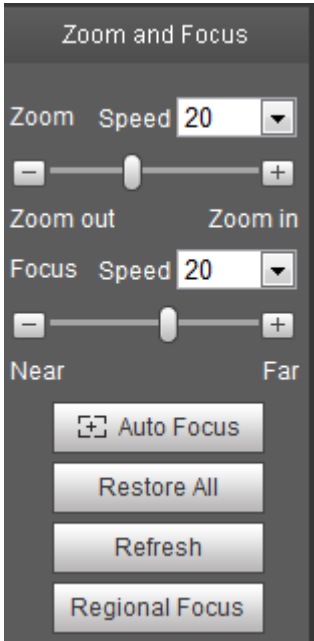 Zoom and Focus
Zoom Speed 20
Zoom out Zoom in
Focus Speed 20
Near Far
Auto Focus
Restore All
Refresh
Regional Focus